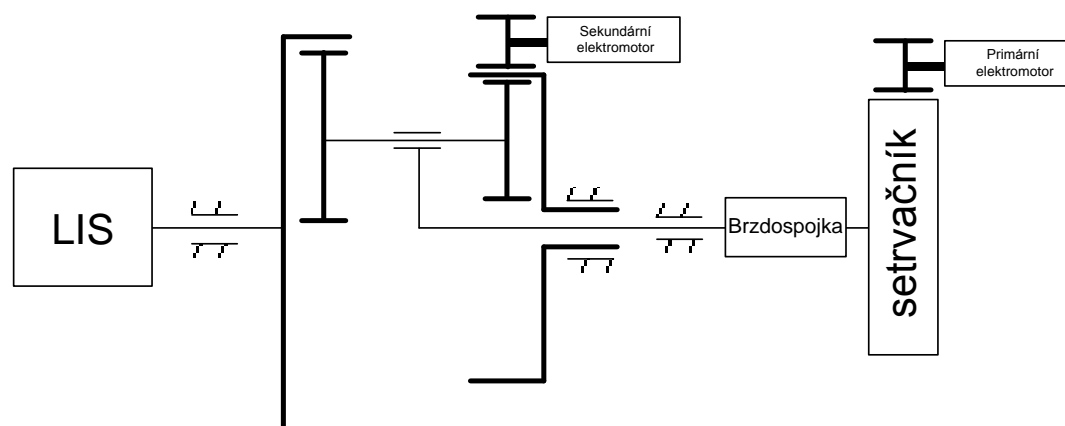 Sekundární
elektromotor
Primární
elektromotor
LIS
Brzdospojka
setrvačník